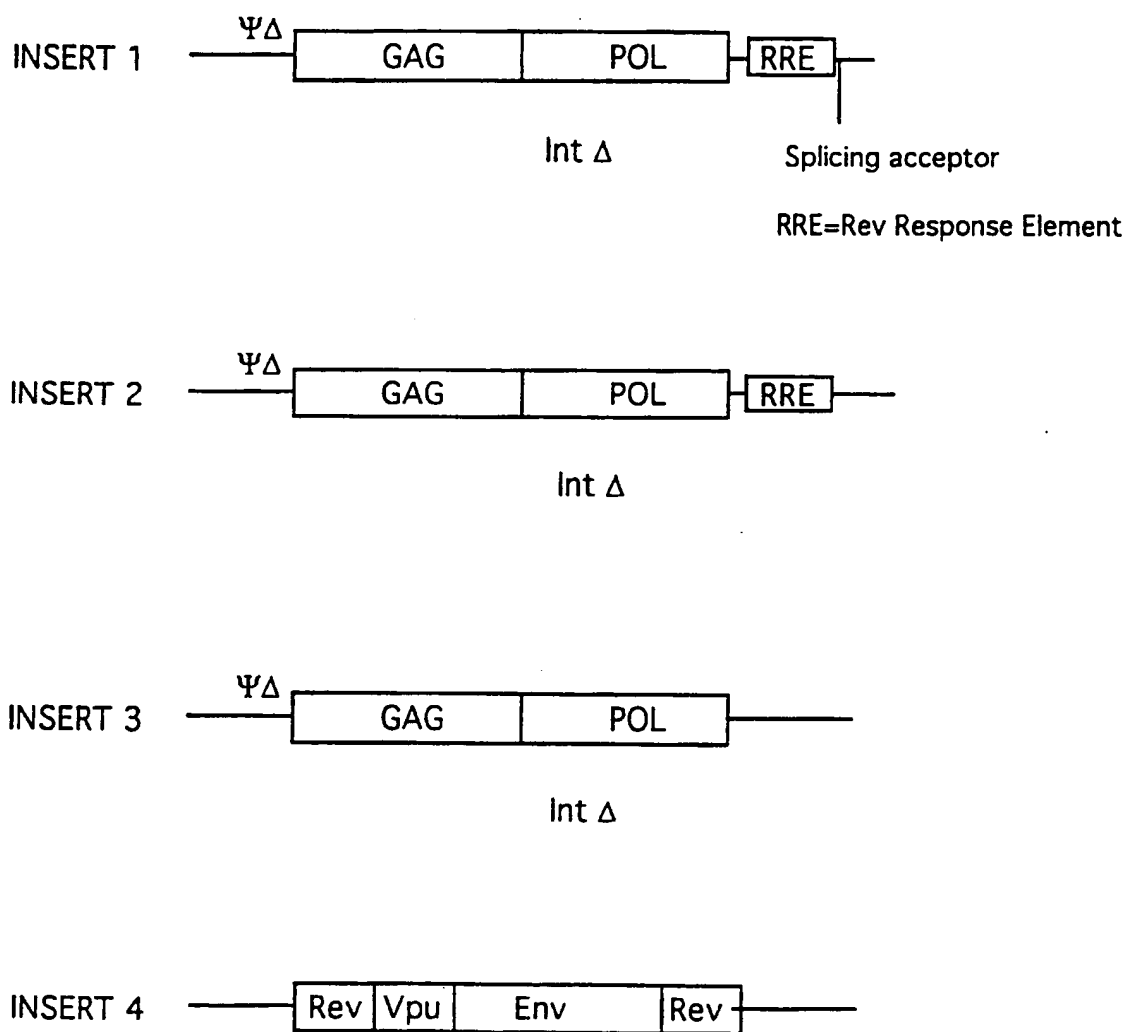 ΨΔ
INSERT 1 GAG POL RRE
Int Δ
Splicing acceptor
RRE=Rev Response Element
ΨΔ
INSERT 2 GAG POL RRE
Int Δ
ΨΔ
INSERT 3 GAG POL
Int Δ
INSERT 4 Rev Vpu Env Rev